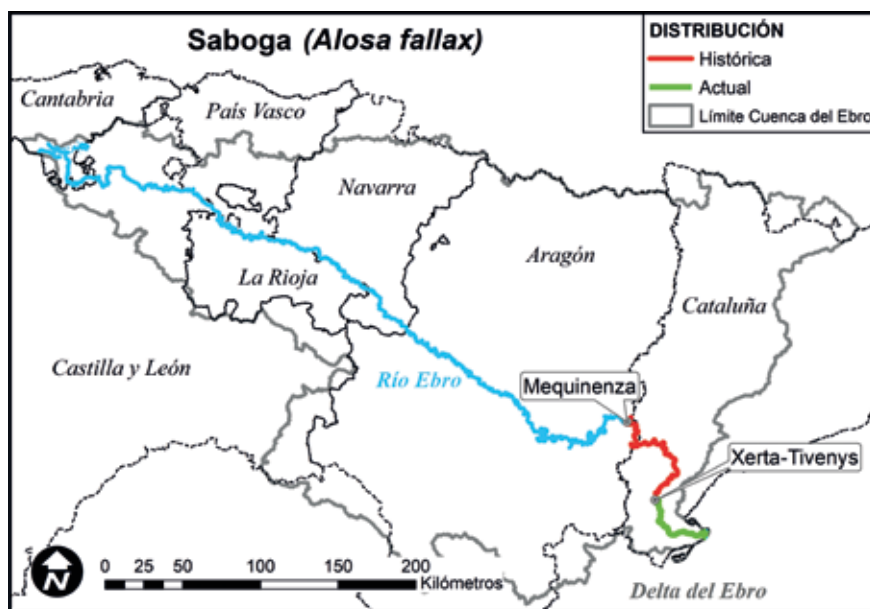 Saboga (Alosa fallax)
DISTRIBUCIÓN
Histórica
Actual
Límite Cuenca del Ebro
Cantabria
País Vasco
Navarra
La Rioja
Aragón
Cataluña
Castilla y León
Río Ebro
Mequinenza
Xerta-Tivenys
N
0 25 50 100 150 200
Kilómetros
Delta del Ebro